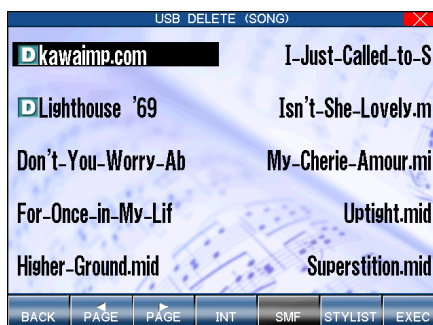 USB DELETE (SONG)
D kawaimp.com
D Lighthouse '69
Don't-You-Worry-Ab
For-Once-in-My-Lif
Higher-Ground.mid
I-Just-Called-to-S
Isn't-She-Lovely.m
My-Cherie-Amour.mi
Uptight.mid
Superstition.mid
BACK PAGE PAGE INT SMF STYLIST EXEC